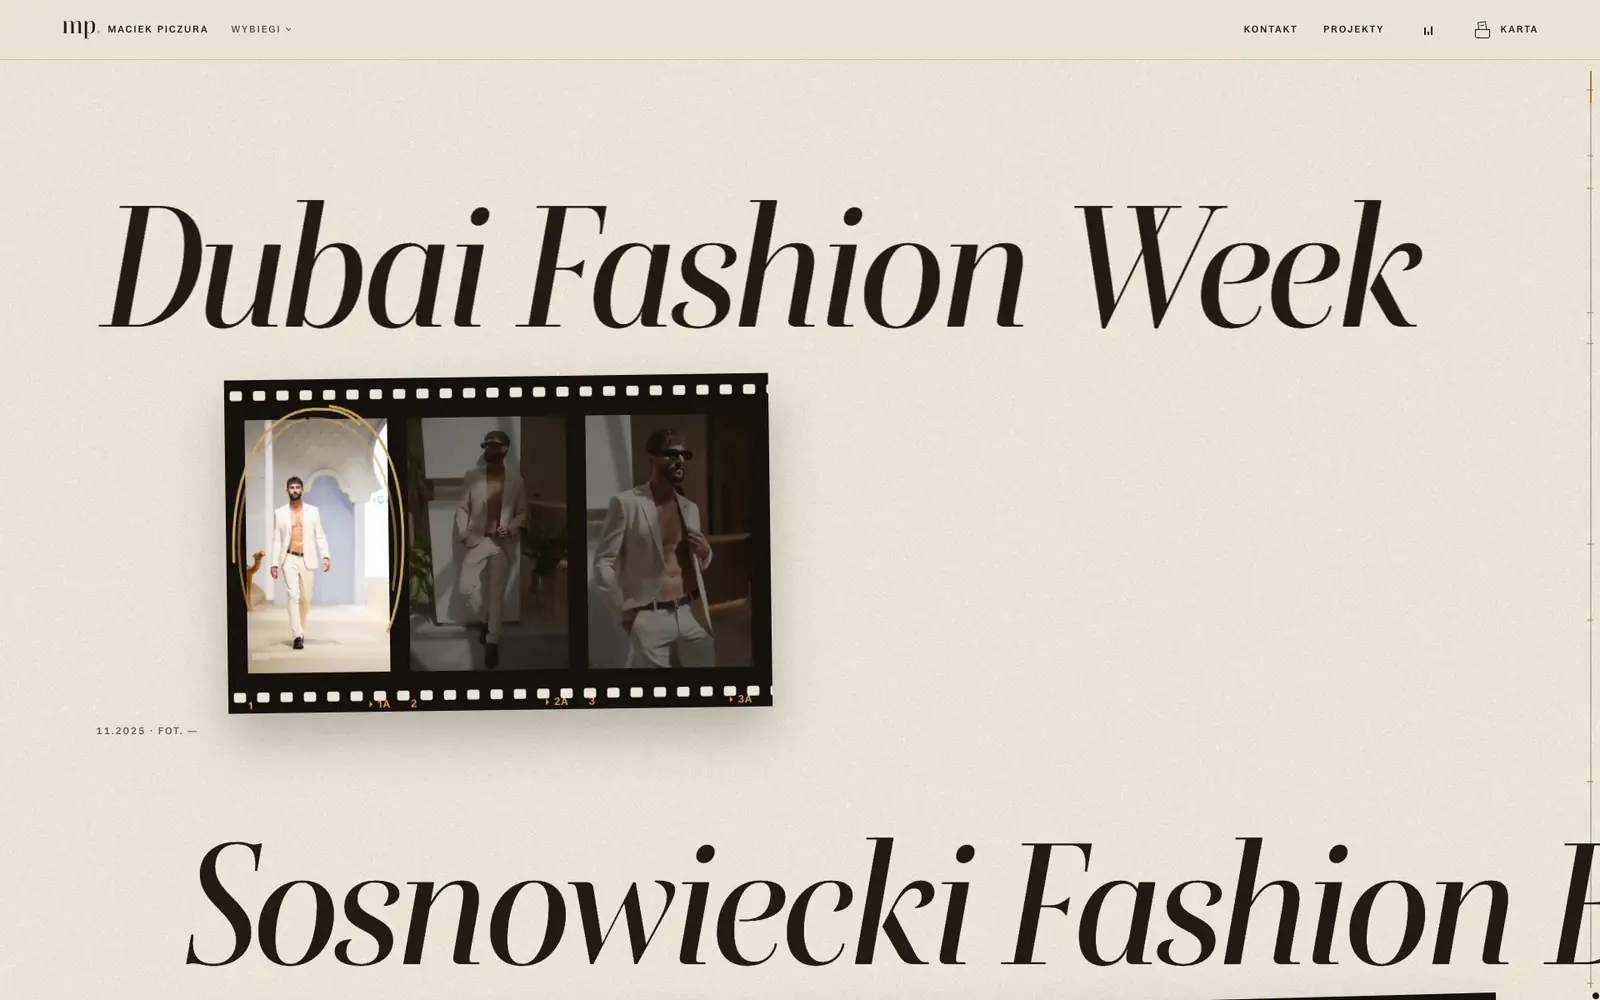 mp. MACIEK PICZURA WYBIEGI
KONTAKT PROJEKTY KARTA
Dubai Fashion Week
1 1A 2 2A 3 3A
11.2025 · FOT. —
Sosnowiecki Fashion